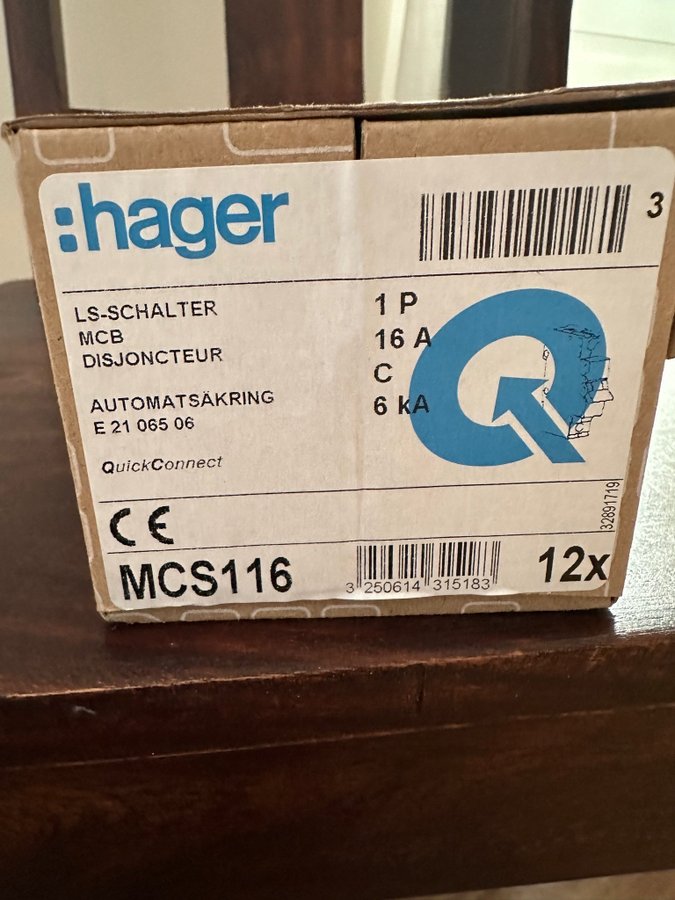 :hager
3
LS-SCHALTER
MCB
DISJONCTEUR
AUTOMATSÄKRING
E 21 065 06
QuickConnect
1 P
16 A
C
6 kA
32891719
CE
MCS116
3 250614 315183
12x